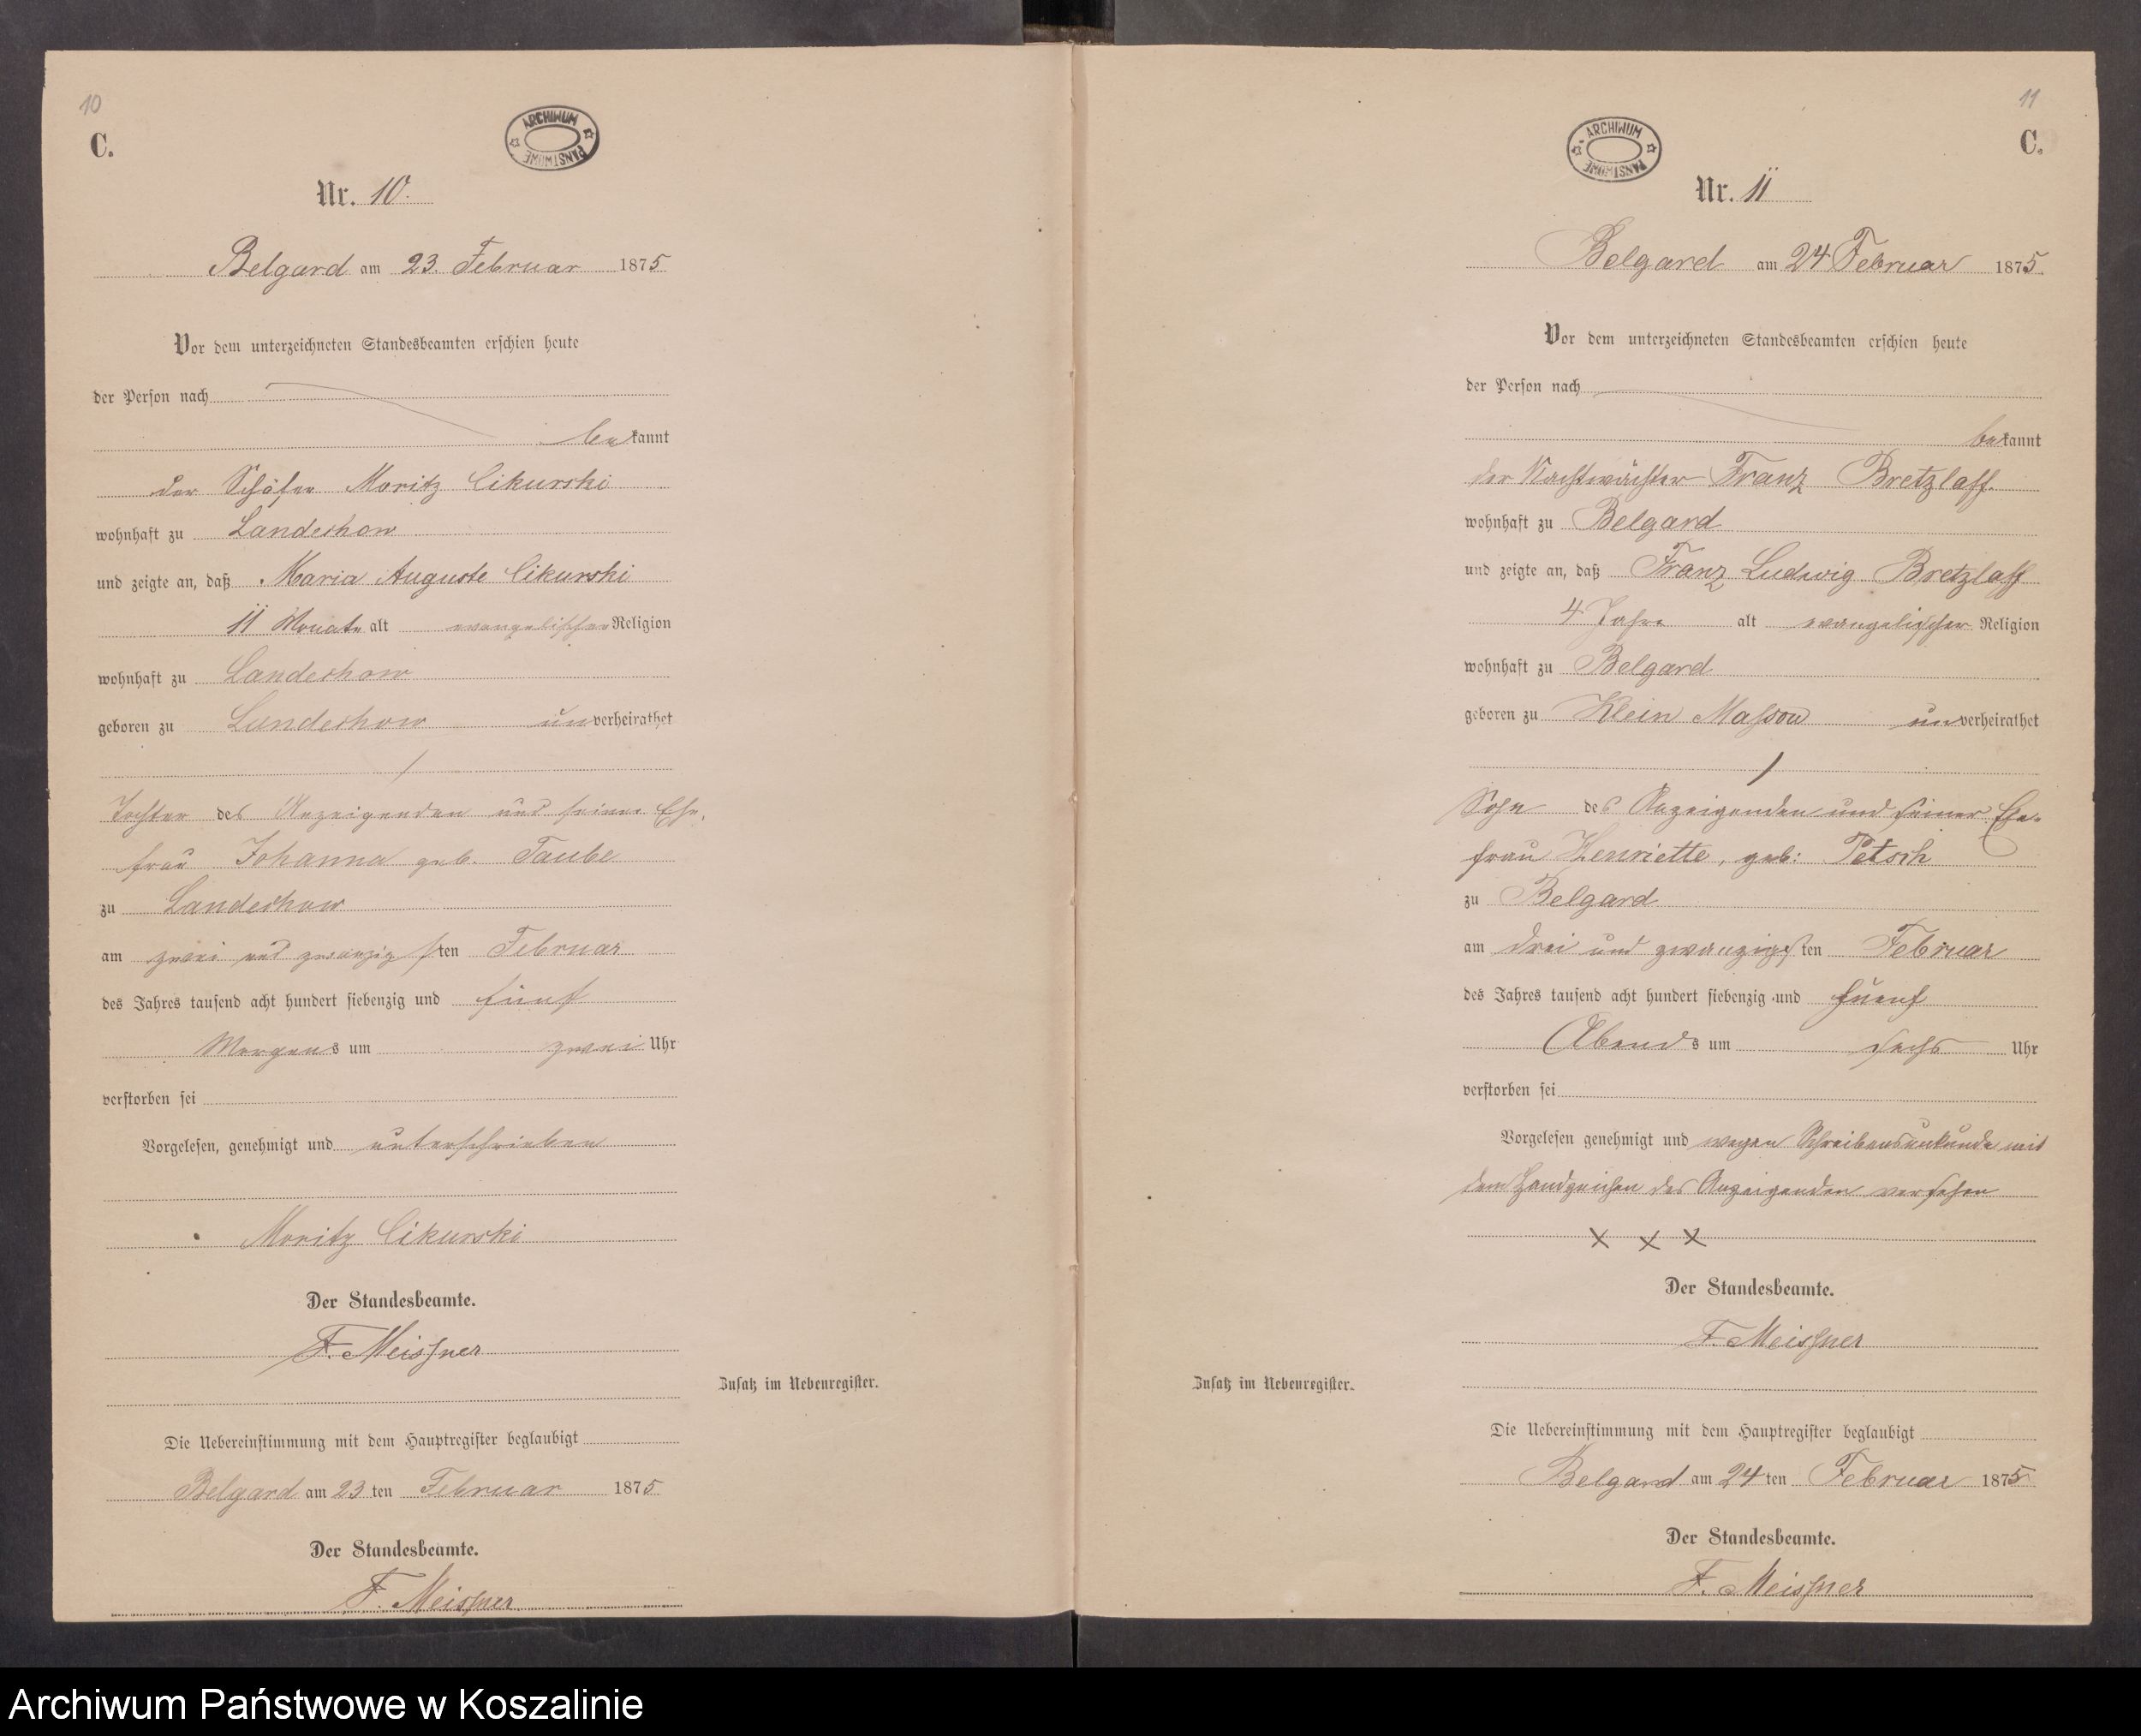 10
C.
ARCHIWUM PAŃSTWOWE
Nr. 10.
Belgard am 23. Februar 1875
Vor dem unterzeichneten Standesbeamten erschien heute
der Person nach
bekannt
der Schäfer Moritz Cikurski
wohnhaft zu Landechow
und zeigte an, daß Maria Auguste Cikurski
11 Monate alt evangelischer Religion
wohnhaft zu Landechow
geboren zu Landechow unverheirathet
Tochter des Anzeigenden und seiner Ehe-
frau Johanna geb. Taube
zu Landechow
am zwei und zwanzigsten Februar
des Jahres tausend acht hundert siebenzig und fünf
Morgens um zwei Uhr
verstorben sei
Vorgelesen, genehmigt und unterschrieben
Moritz Cikurski
Der Standesbeamte.
F. Meissner
Zusatz im Nebenregister.
Die Uebereinstimmung mit dem Hauptregister beglaubigt
Belgard am 23 ten Februar 1875
Der Standesbeamte.
F. Meissner
11
C.
ARCHIWUM PAŃSTWOWE
Nr. 11
Belgard am 24 Februar 1875.
Vor dem unterzeichneten Standesbeamten erschien heute
der Person nach
bekannt
der Nachtwächter Franz Bretzlaff
wohnhaft zu Belgard
und zeigte an, daß Franz Ludwig Bretzlaff
4 Jahre alt evangelischer Religion
wohnhaft zu Belgard
geboren zu Klein Massow unverheirathet
Sohn des Anzeigenden und seiner Ehe-
frau Henriette, geb: Petsch
zu Belgard
am drei und zwanzigsten Februar
des Jahres tausend acht hundert siebenzig und fuenf
Abends um sechs Uhr
verstorben sei
Vorgelesen genehmigt und wegen Schreibensunkunde mit
dem Handzeichen des Anzeigenden versehen
X X X
Der Standesbeamte.
F. Meissner
Zusatz im Nebenregister.
Die Uebereinstimmung mit dem Hauptregister beglaubigt
Belgard am 24 ten Februar 1875
Der Standesbeamte.
F. Meissner
Archiwum Państwowe w Koszalinie